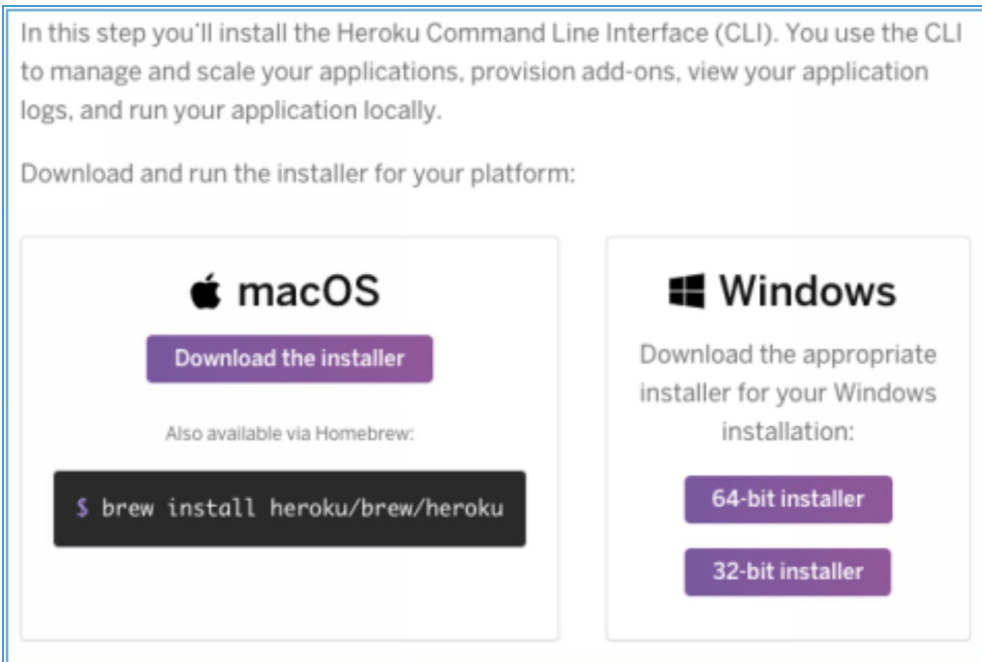 In this step you'll install the Heroku Command Line Interface (CLI). You use the CLI
to manage and scale your applications, provision add-ons, view your application
logs, and run your application locally.
Download and run the installer for your platform:
macOS
Download the installer
Also available via Homebrew:
$ brew install heroku/brew/heroku
Windows
Download the appropriate
installer for your Windows
installation:
64-bit installer
32-bit installer